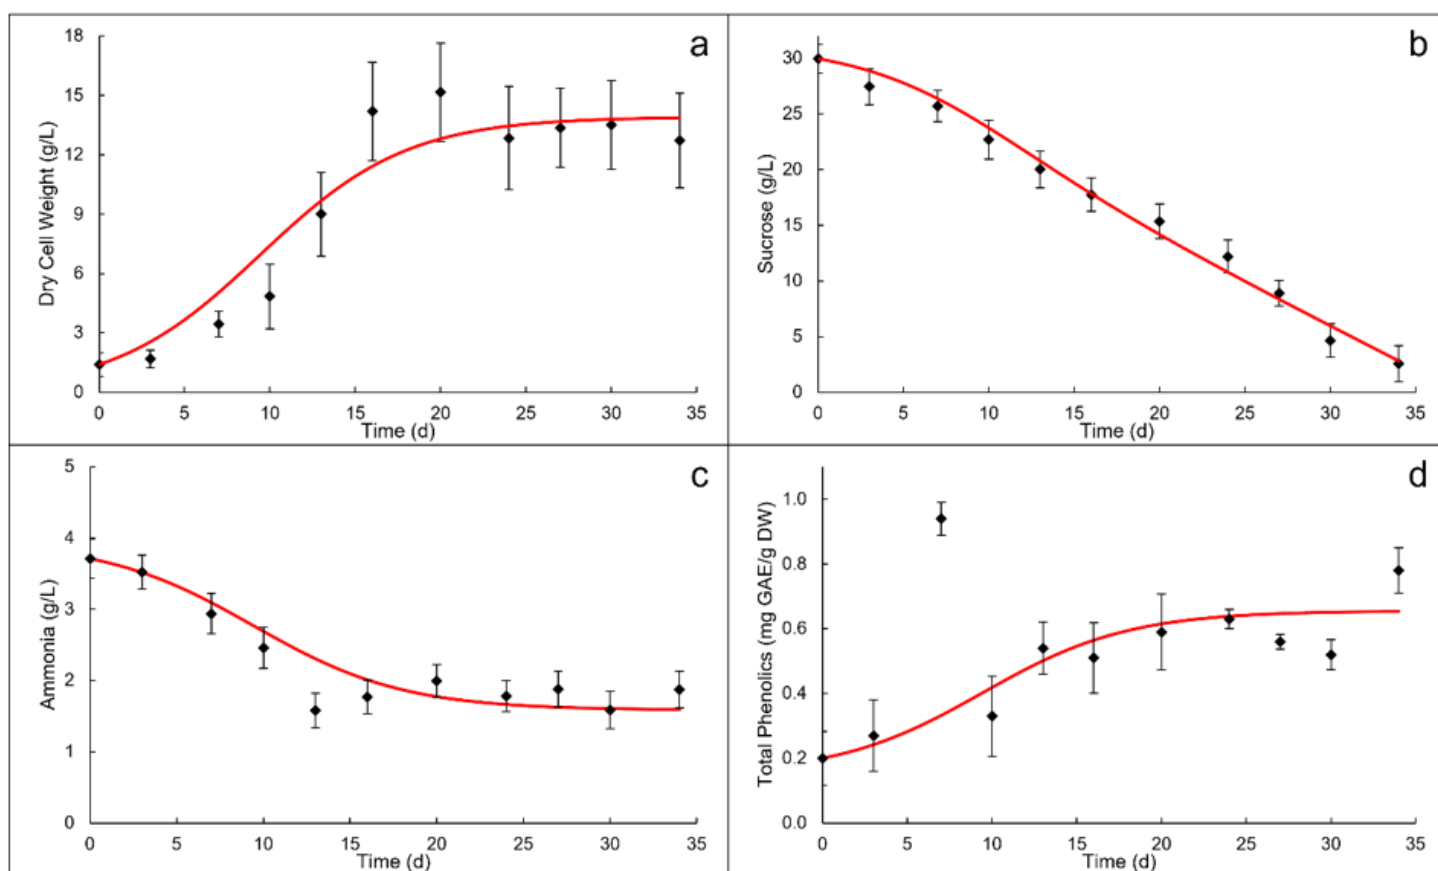 a
18
15
12
9
6
3
0
Dry Cell Weight (g/L)
0 5 10 15 20 25 30 35
Time (d)
b
30
25
20
15
10
5
0
Sucrose (g/L)
0 5 10 15 20 25 30 35
Time (d)
c
5
4
3
2
1
0
Ammonia (g/L)
0 5 10 15 20 25 30 35
Time (d)
d
1.0
0.8
0.6
0.4
0.2
0.0
Total Phenolics (mg GAE/g DW)
0 5 10 15 20 25 30 35
Time (d)